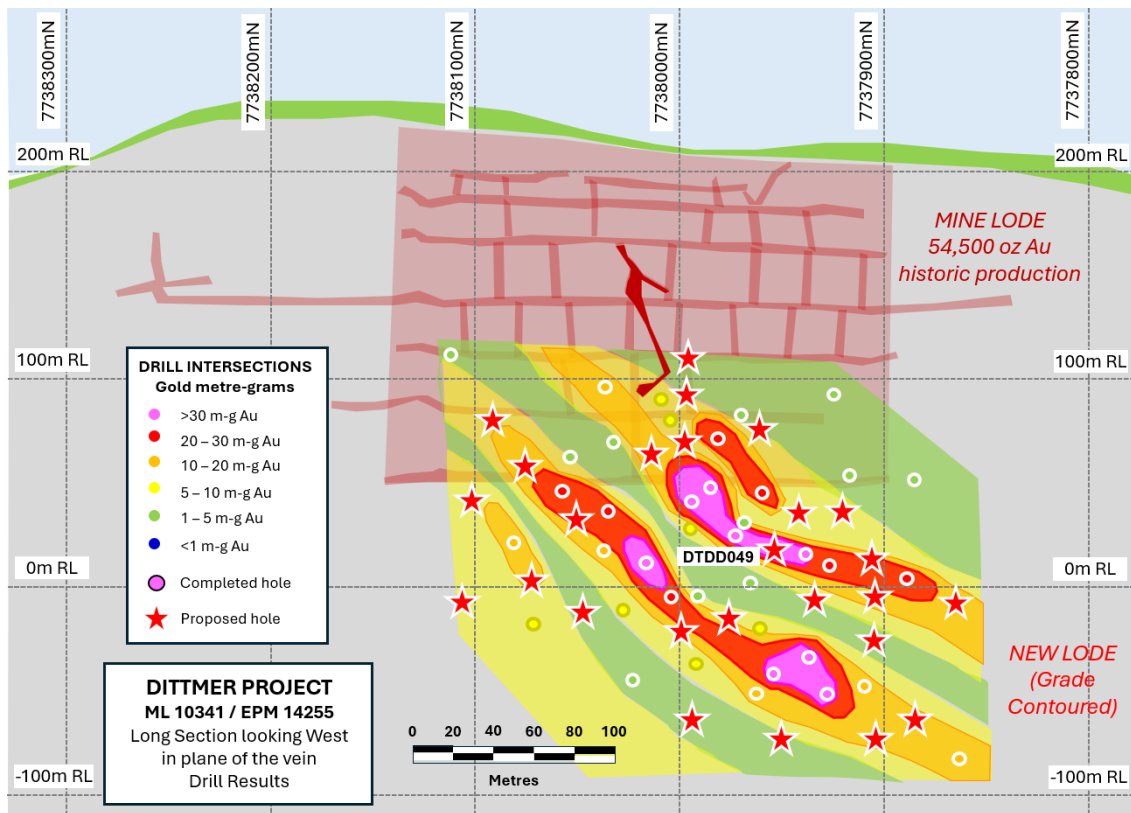 7738300mN
7738200mN
7738100mN
7738000mN
7737900mN
7737800mN
200m RL
200m RL
MINE LODE
54,500 oz Au
historic production
100m RL
100m RL
DRILL INTERSECTIONS
Gold metre-grams
>30 m-g Au
20 – 30 m-g Au
10 – 20 m-g Au
5 – 10 m-g Au
1 – 5 m-g Au
<1 m-g Au
Completed hole
Proposed hole
DTDD049
0m RL
0m RL
NEW LODE
(Grade
Contoured)
DITTMER PROJECT
ML 10341 / EPM 14255
Long Section looking West
in plane of the vein
Drill Results
0 20 40 60 80 100
Metres
-100m RL
-100m RL